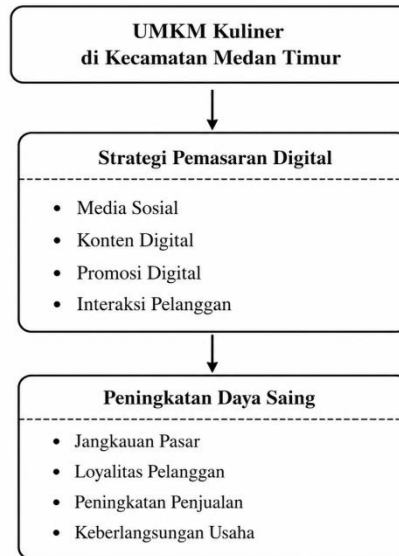 UMKM Kuliner
di Kecamatan Medan Timur
Strategi Pemasaran Digital
• Media Sosial
• Konten Digital
• Promosi Digital
• Interaksi Pelanggan
Peningkatan Daya Saing
• Jangkauan Pasar
• Loyalitas Pelanggan
• Peningkatan Penjualan
• Keberlangsungan Usaha